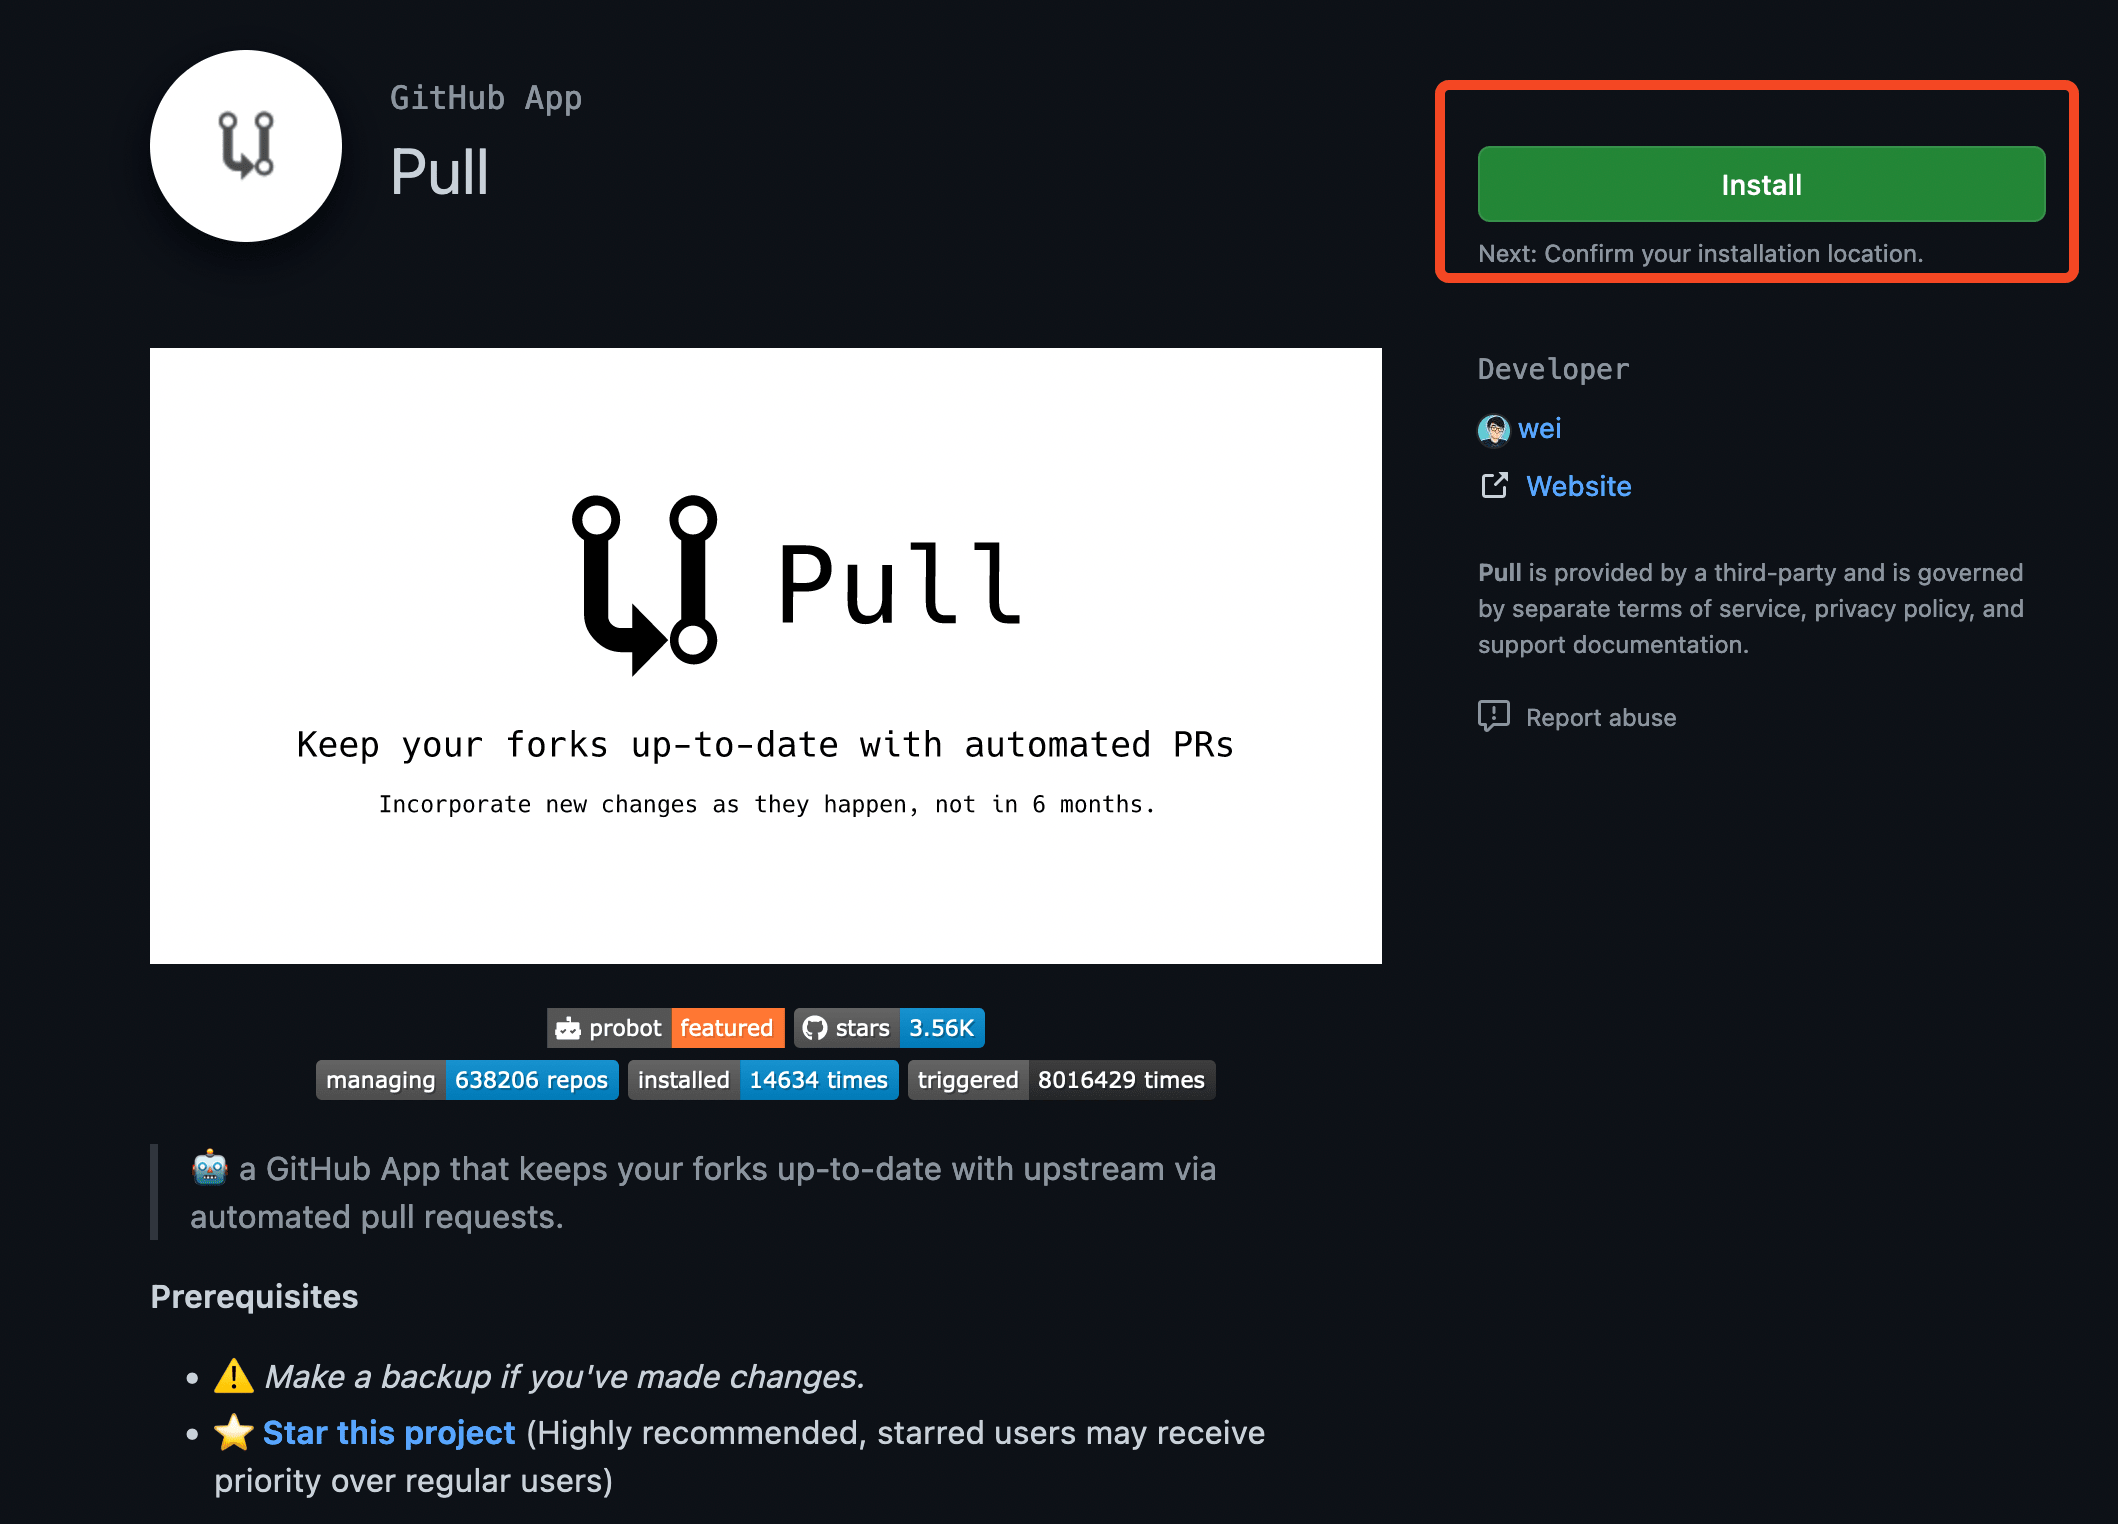 GitHub App
Pull
Install
Next: Confirm your installation location.
Pull
Keep your forks up-to-date with automated PRs
Incorporate new changes as they happen, not in 6 months.
Developer
wei
Website
Pull is provided by a third-party and is governed
by separate terms of service, privacy policy, and
support documentation.
Report abuse
probot featured stars 3.56K
managing 638206 repos installed 14634 times triggered 8016429 times
a GitHub App that keeps your forks up-to-date with upstream via
automated pull requests.
Prerequisites
Make a backup if you've made changes.
Star this project (Highly recommended, starred users may receive
priority over regular users)